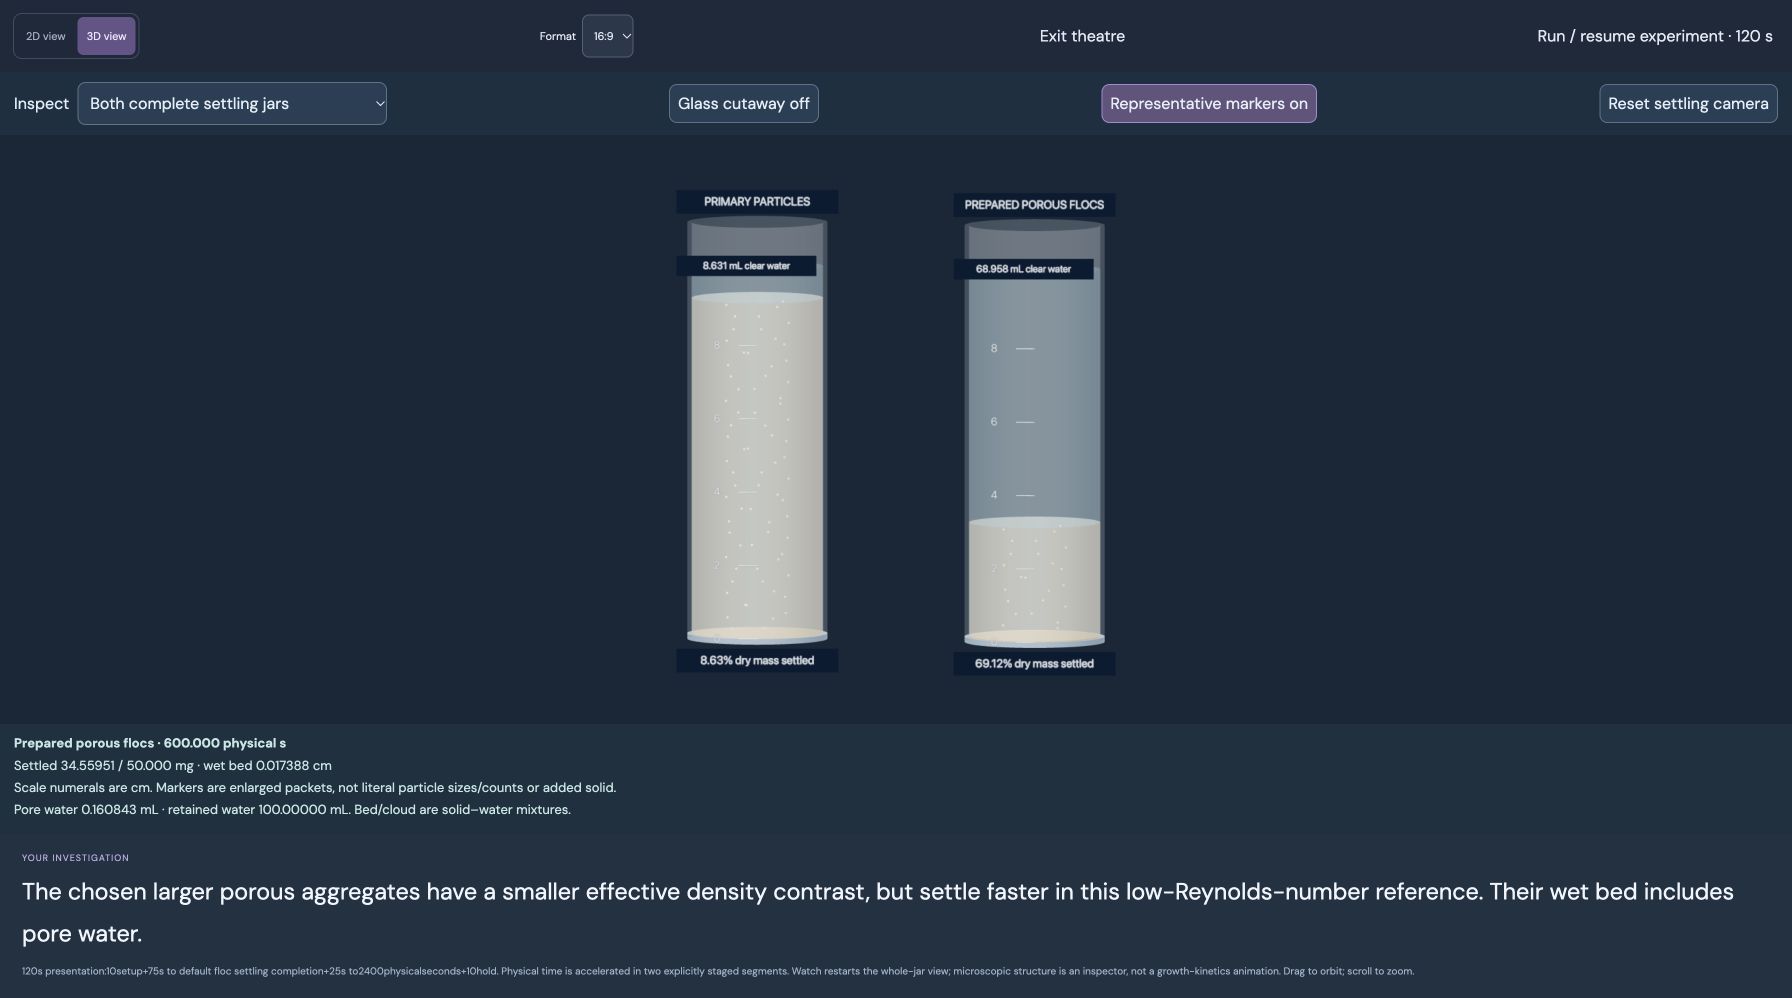 2D view
3D view
Format
16:9
Exit theatre
Run / resume experiment · 120 s
Inspect
Both complete settling jars
Glass cutaway off
Representative markers on
Reset settling camera
PRIMARY PARTICLES
8.631 mL clear water
8
6
4
2
0
8.63% dry mass settled
PREPARED POROUS FLOCS
68.958 mL clear water
8
6
4
2
69.12% dry mass settled
Prepared porous flocs · 600.000 physical s
Settled 34.55951 / 50.000 mg · wet bed 0.017388 cm
Scale numerals are cm. Markers are enlarged packets, not literal particle sizes/counts or added solid.
Pore water 0.160843 mL · retained water 100.00000 mL. Bed/cloud are solid–water mixtures.
YOUR INVESTIGATION
The chosen larger porous aggregates have a smaller effective density contrast, but settle faster in this low-Reynolds-number reference. Their wet bed includes
pore water.
120s presentation:10setup+75s to default floc settling completion+25s to2400physicalseconds+10hold. Physical time is accelerated in two explicitly staged segments. Watch restarts the whole-jar view; microscopic structure is an inspector, not a growth-kinetics animation. Drag to orbit; scroll to zoom.